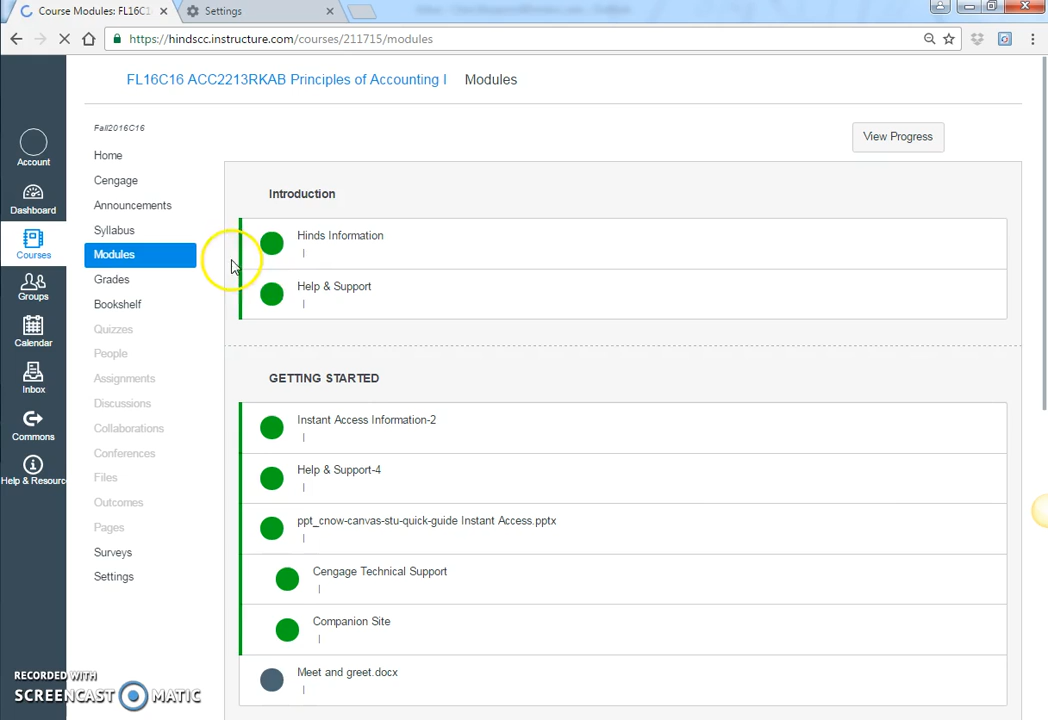 Course Modules: FL16C1
Settings
https://hindscc.instructure.com/courses/211715/modules
FL16C16 ACC2213RKAB Principles of Accounting I Modules
Fall2016C16
View Progress
Account
Dashboard
Courses
Groups
Calendar
Inbox
Commons
Help & Resourc
Home
Cengage
Announcements
Syllabus
Modules
Grades
Bookshelf
Quizzes
People
Assignments
Discussions
Collaborations
Conferences
Files
Outcomes
Pages
Surveys
Settings
Introduction
Hinds Information
|
Help & Support
|
GETTING STARTED
Instant Access Information-2
|
Help & Support-4
|
ppt_cnow-canvas-stu-quick-guide Instant Access.pptx
|
Cengage Technical Support
|
Companion Site
|
Meet and greet.docx
|
RECORDED WITH
SCREENCAST MATIC